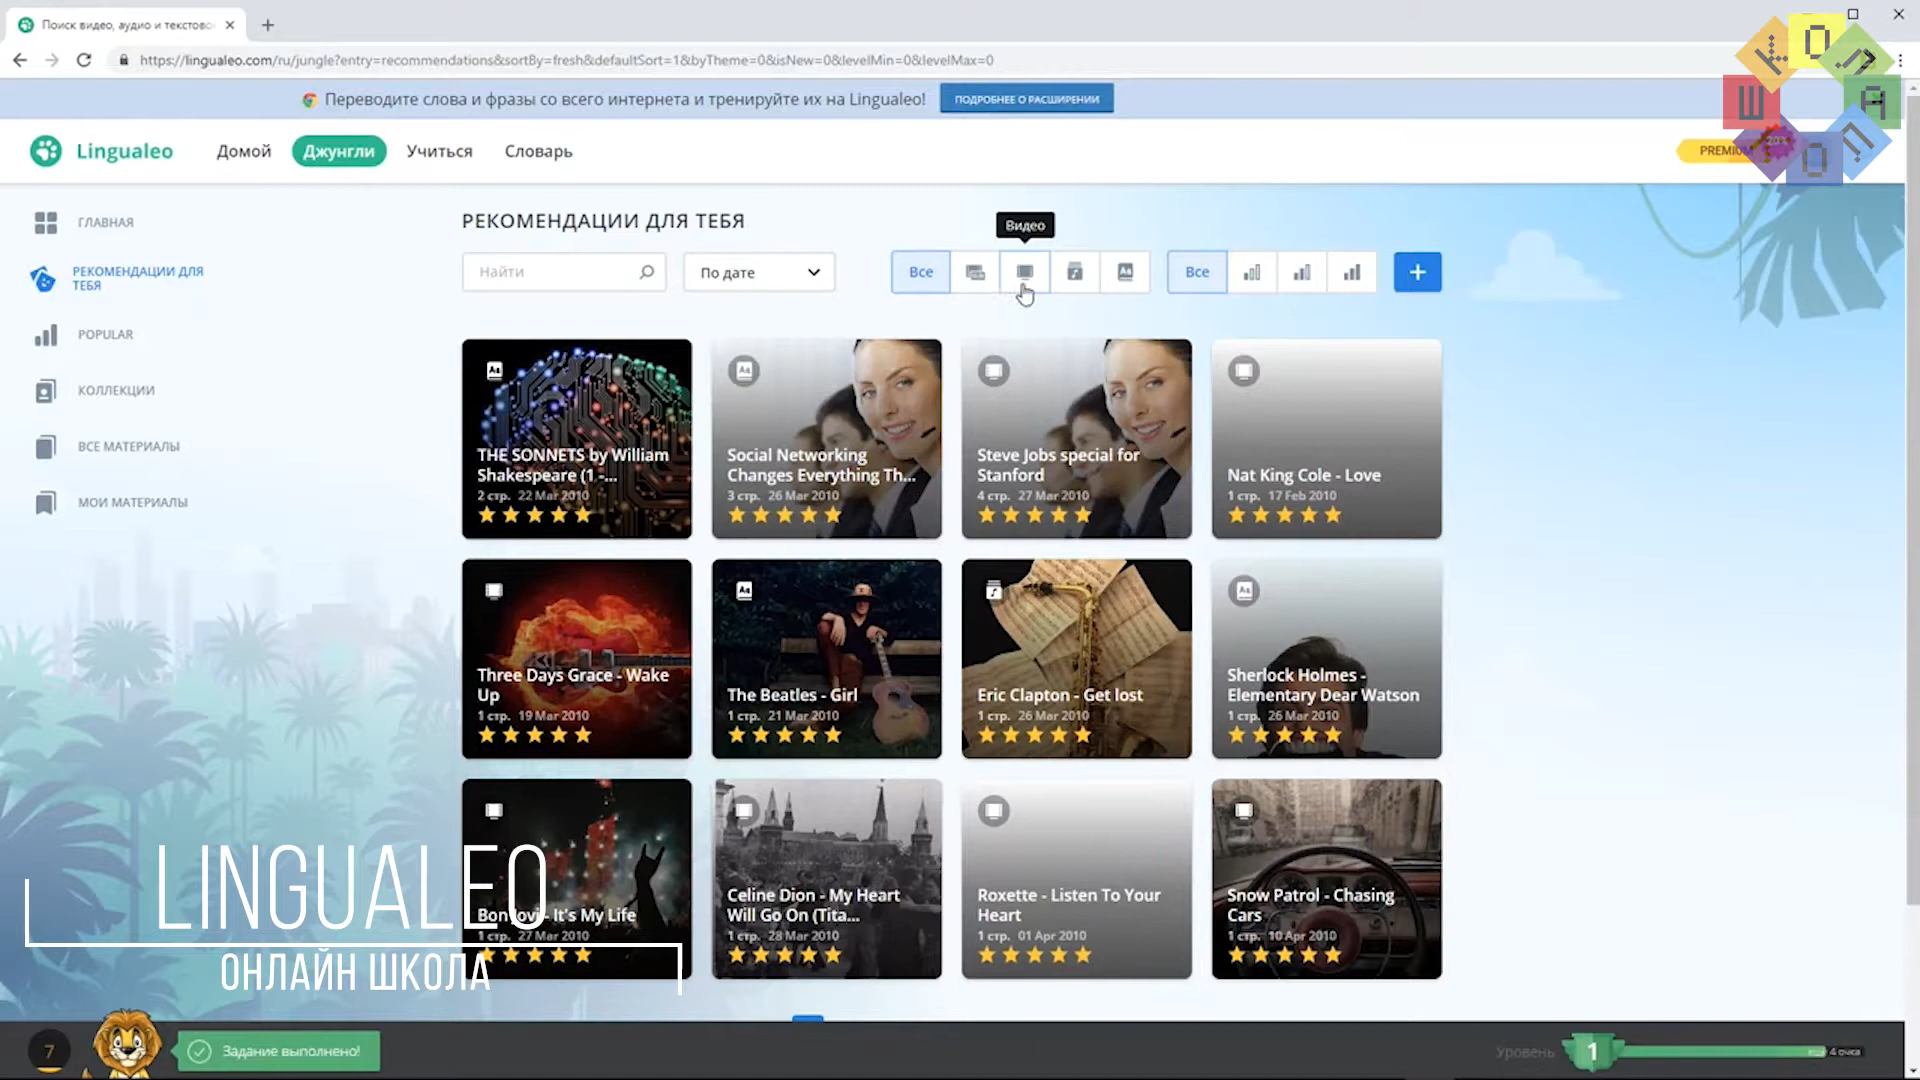 Поиск видео, аудио и текстово
https://lingualeo.com/ru/jungle?entry=recommendations&sortBy=fresh&defaultSort=1&byTheme=0&isNew=0&levelMin=0&levelMax=0
Переводите слова и фразы со всего интернета и тренируйте их на Lingualeo!
ПОДРОБНЕЕ О РАСШИРЕНИИ
Lingualeo
Домой
Джунгли
Учиться
Словарь
PREMIUM
ГЛАВНАЯ
РЕКОМЕНДАЦИИ ДЛЯ
ТЕБЯ
POPULAR
КОЛЛЕКЦИИ
ВСЕ МАТЕРИАЛЫ
МОИ МАТЕРИАЛЫ
РЕКОМЕНДАЦИИ ДЛЯ ТЕБЯ
Видео
Найти
По дате
Все
Все
THE SONNETS by William
Shakespeare (1 -...
2 стр. 22 Mar 2010
Social Networking
Changes Everything Th...
3 стр. 26 Mar 2010
Steve Jobs special for
Stanford
4 стр. 27 Mar 2010
Nat King Cole - Love
1 стр. 17 Feb 2010
Three Days Grace - Wake
Up
1 стр. 19 Mar 2010
The Beatles - Girl
1 стр. 21 Mar 2010
Eric Clapton - Get lost
1 стр. 26 Mar 2010
Sherlock Holmes -
Elementary Dear Watson
1 стр. 26 Mar 2010
Bon Jovi - It's My Life
1 стр. 27 Mar 2010
Celine Dion - My Heart
Will Go On (Tita...
1 стр. 28 Mar 2010
Roxette - Listen To Your
Heart
1 стр. 01 Apr 2010
Snow Patrol - Chasing
Cars
1 стр. 10 Apr 2010
LINGUALEO
ОНЛАЙН ШКОЛА
7
Задание выполнено!
Уровень
1
4 очка